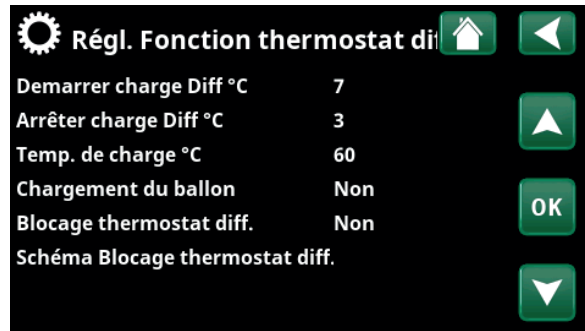 Régl. Fonction thermostat dif
Demarrer charge Diff °C 7
Arrêter charge Diff °C 3
Temp. de charge °C 60
Chargement du ballon Non
Blocage thermostat diff. Non
OK
Schéma Blocage thermostat diff.